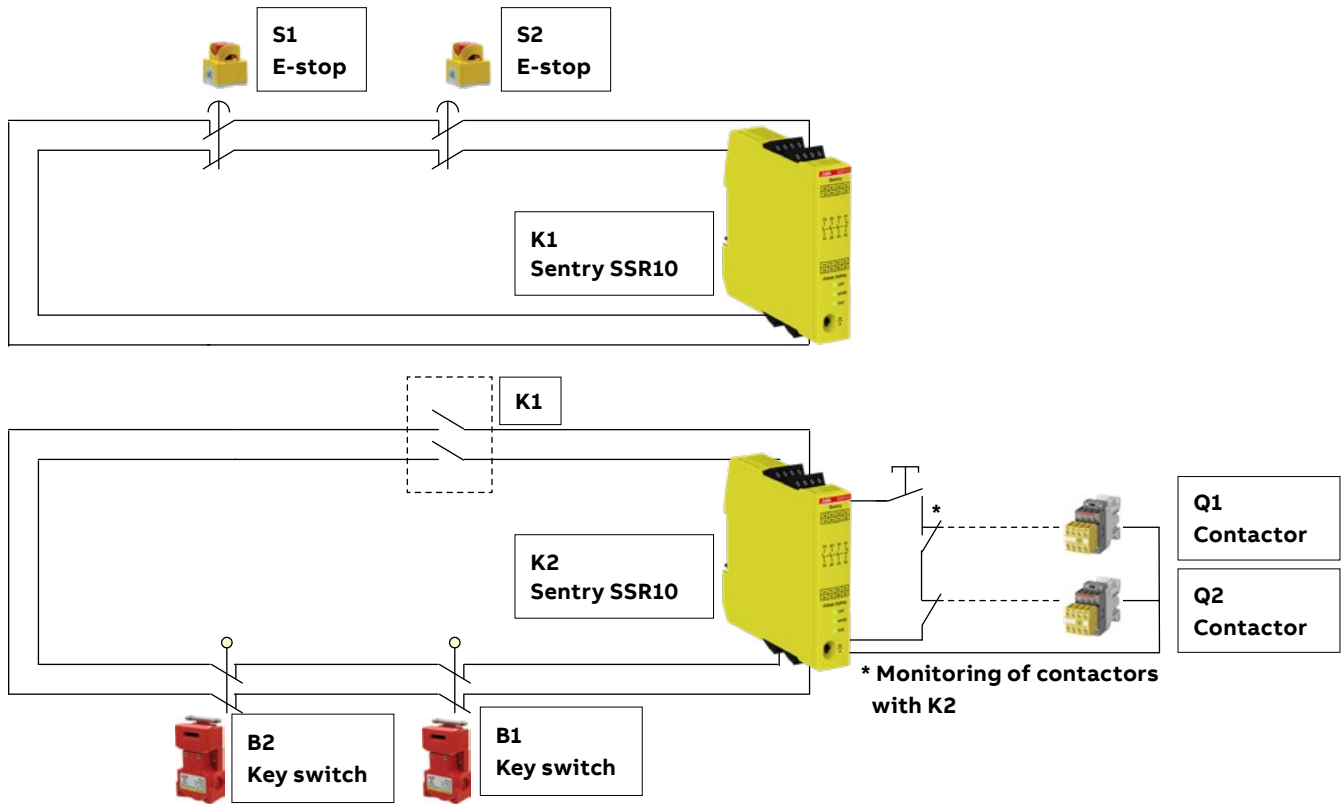 S1
E-stop
S2
E-stop
K1
Sentry SSR10
K1
K2
Sentry SSR10
*
Q1
Contactor
Q2
Contactor
* Monitoring of contactors
with K2
B2
Key switch
B1
Key switch